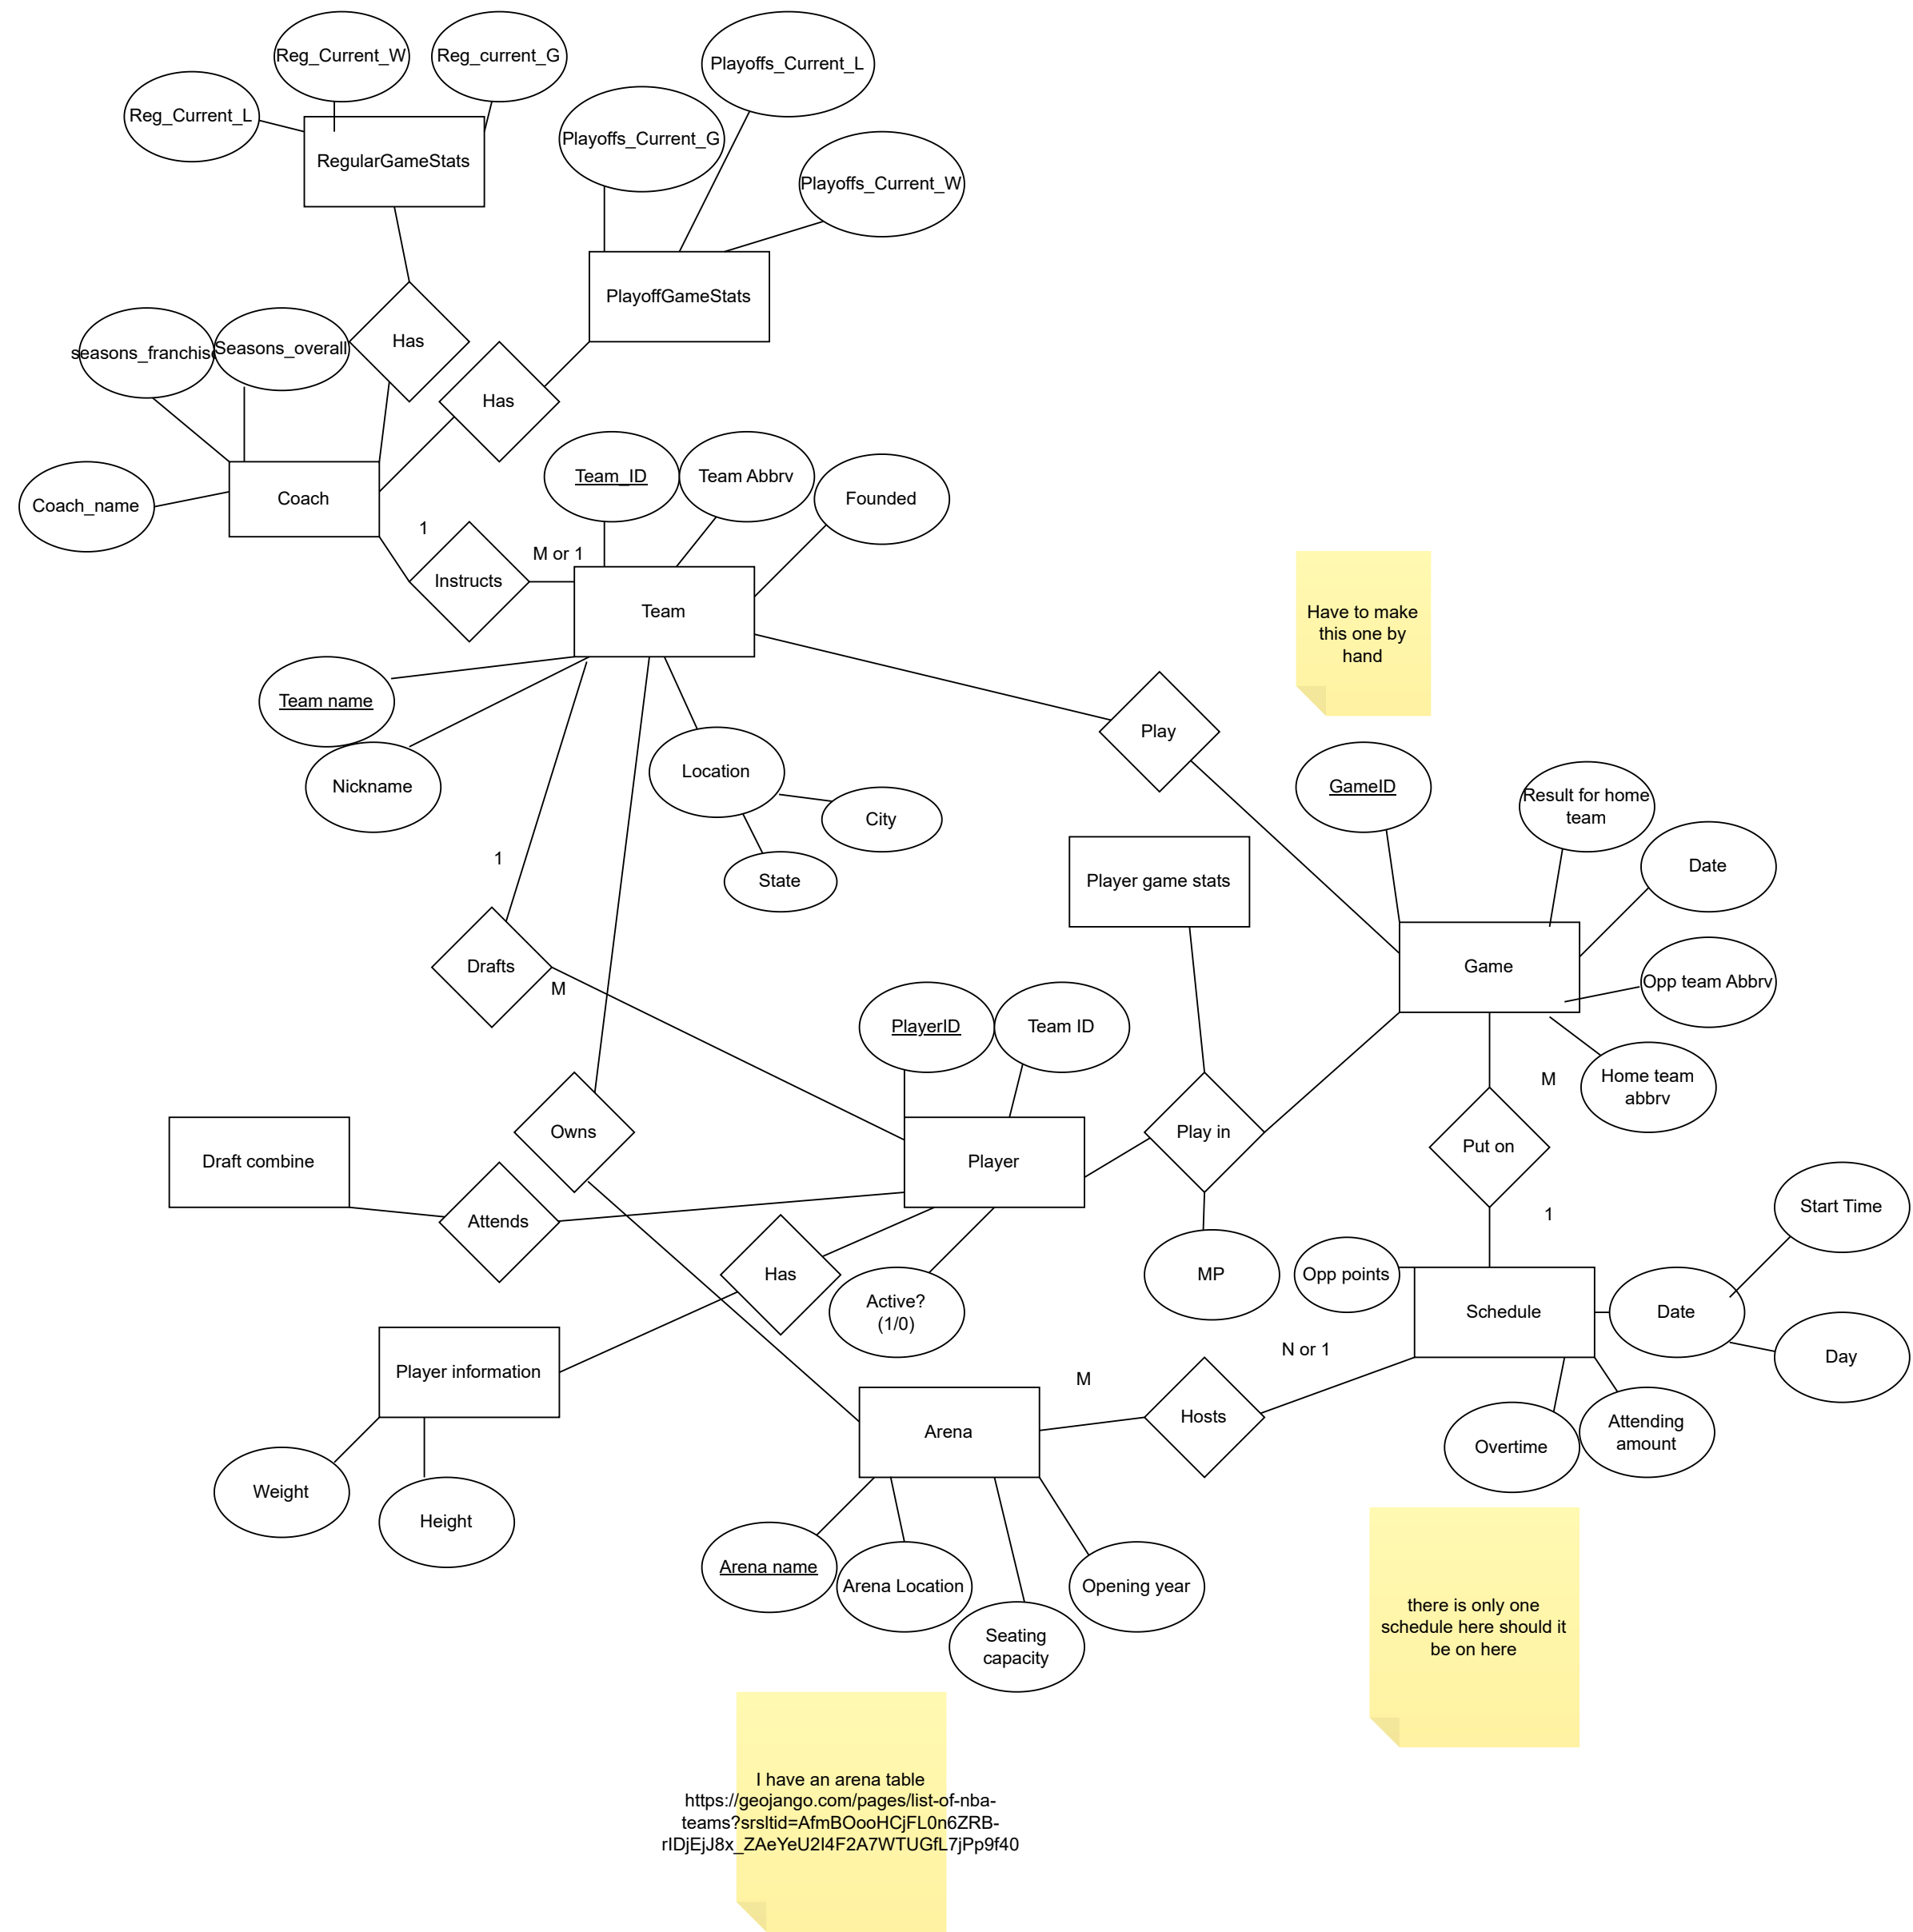 Reg_Current_W
Reg_current_G
Playoffs_Current_L
Reg_Current_L
Playoffs_Current_G
RegularGameStats
Playoffs_Current_W
PlayoffGameStats
Has
seasons_franchise
Seasons_overall
Has
Team_ID
Team Abbrv
Founded
Coach_name
Coach
1
M or 1
Instructs
Team
Have to make
this one by
hand
Team name
Play
Location
Nickname
GameID
Result for home
team
City
1
State
Player game stats
Date
Drafts
M
Game
Opp team Abbrv
PlayerID
Team ID
M
Home team
abbrv
Owns
Play in
Put on
Draft combine
Player
Attends
1
Start Time
Has
MP
Opp points
Active?
(1/0)
Schedule
Date
N or 1
Day
Player information
M
Hosts
Arena
Overtime
Attending
amount
Weight
Height
Arena name
Arena Location
Opening year
Seating
capacity
there is only one
schedule here should it
be on here
I have an arena table
https://geojango.com/pages/list-of-nba-
teams?srsltid=AfmBOooHCjFL0n6ZRB-
rIDjEjJ8x_ZAeYeU2I4F2A7WTUGfL7jPp9f40